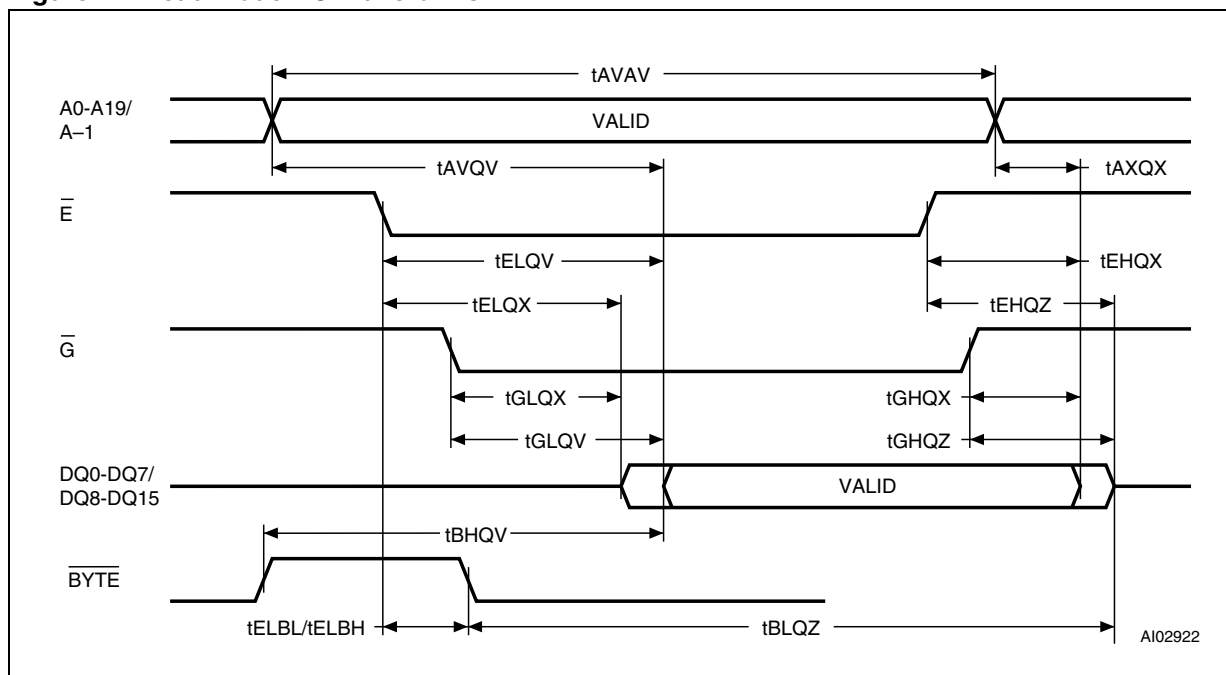 tAVAV
A0-A19/
A–1
VALID
tAVQV
tAXQX
E
tELQV
tEHQX
tELQX
tEHQZ
G
tGLQX
tGHQX
tGLQV
tGHQZ
DQ0-DQ7/
DQ8-DQ15
VALID
tBHQV
BYTE
tELBL/tELBH
tBLQZ
AI02922